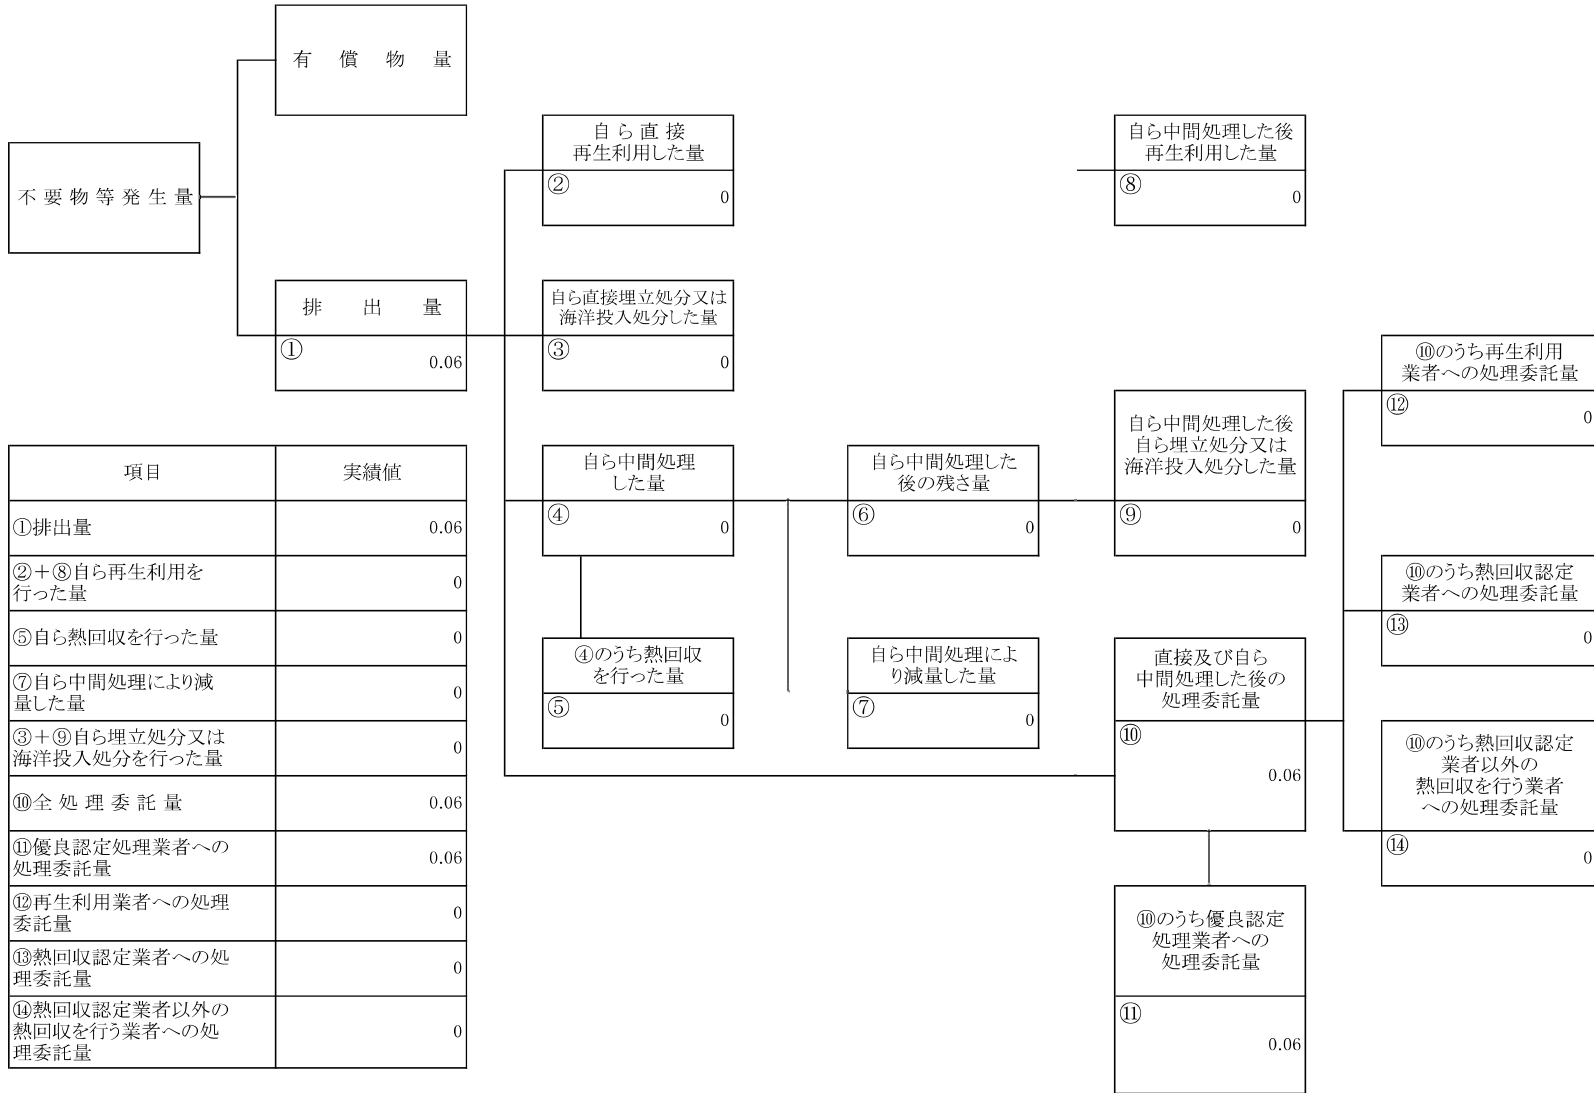 有 償 物 量
不 要 物 等 発 生 量
自 ら 直 接
再生利用した量
②
0
自ら中間処理した後
再生利用した量
⑧
0
排 出 量
①
0.06
自ら直接埋立処分又は
海洋投入処分した量
③
0
⑩のうち再生利用
業者への処理委託量
⑫
0
自ら中間処理
した量
④
0
自ら中間処理した
後の残さ量
⑥
0
自ら中間処理した後
自ら埋立処分又は
海洋投入処分した量
⑨
0
⑩のうち熱回収認定
業者への処理委託量
⑬
0
④のうち熱回収
を行った量
⑤
0
自ら中間処理によ
り減量した量
⑦
0
直接及び自ら
中間処理した後の
処理委託量
⑩
0.06
⑩のうち熱回収認定
業者以外の
熱回収を行う業者
への処理委託量
⑭
0
⑩のうち優良認定
処理業者への
処理委託量
⑪
0.06
項目 実績値
①排出量 0.06
②＋⑧自ら再生利用を
行った量
0
⑤自ら熱回収を行った量 0
⑦自ら中間処理により減
量した量
0
③＋⑨自ら埋立処分又は
海洋投入処分を行った量
0
⑩全 処 理 委 託 量 0.06
⑪優良認定処理業者への
処理委託量
0.06
⑫再生利用業者への処理
委託量
0
⑬熱回収認定業者への処
理委託量
0
⑭熱回収認定業者以外の
熱回収を行う業者への処
理委託量
0